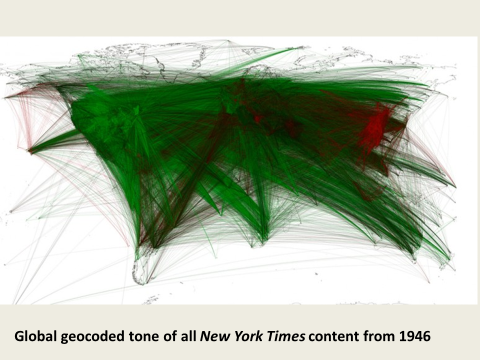 Global geocoded tone of all New York Times content from 1946